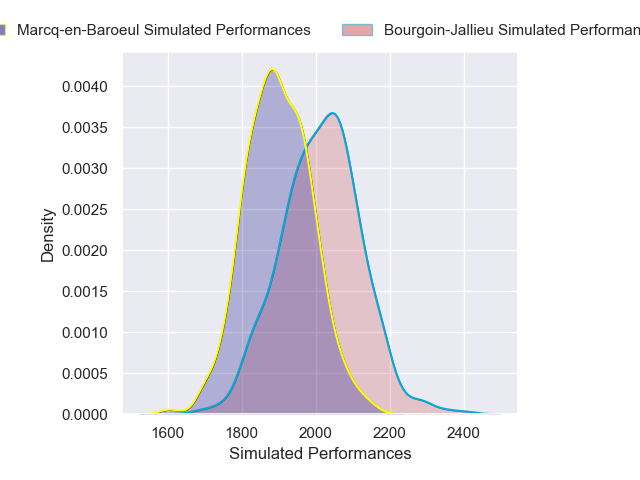 Marcq-en-Baroeul Simulated Performances
Bourgoin-Jallieu Simulated Performan
0.0040
0.0035
0.0030
0.0025
0.0020
0.0015
0.0010
0.0005
0.0000
Density
1600 1800 2000 2200 2400
Simulated Performances